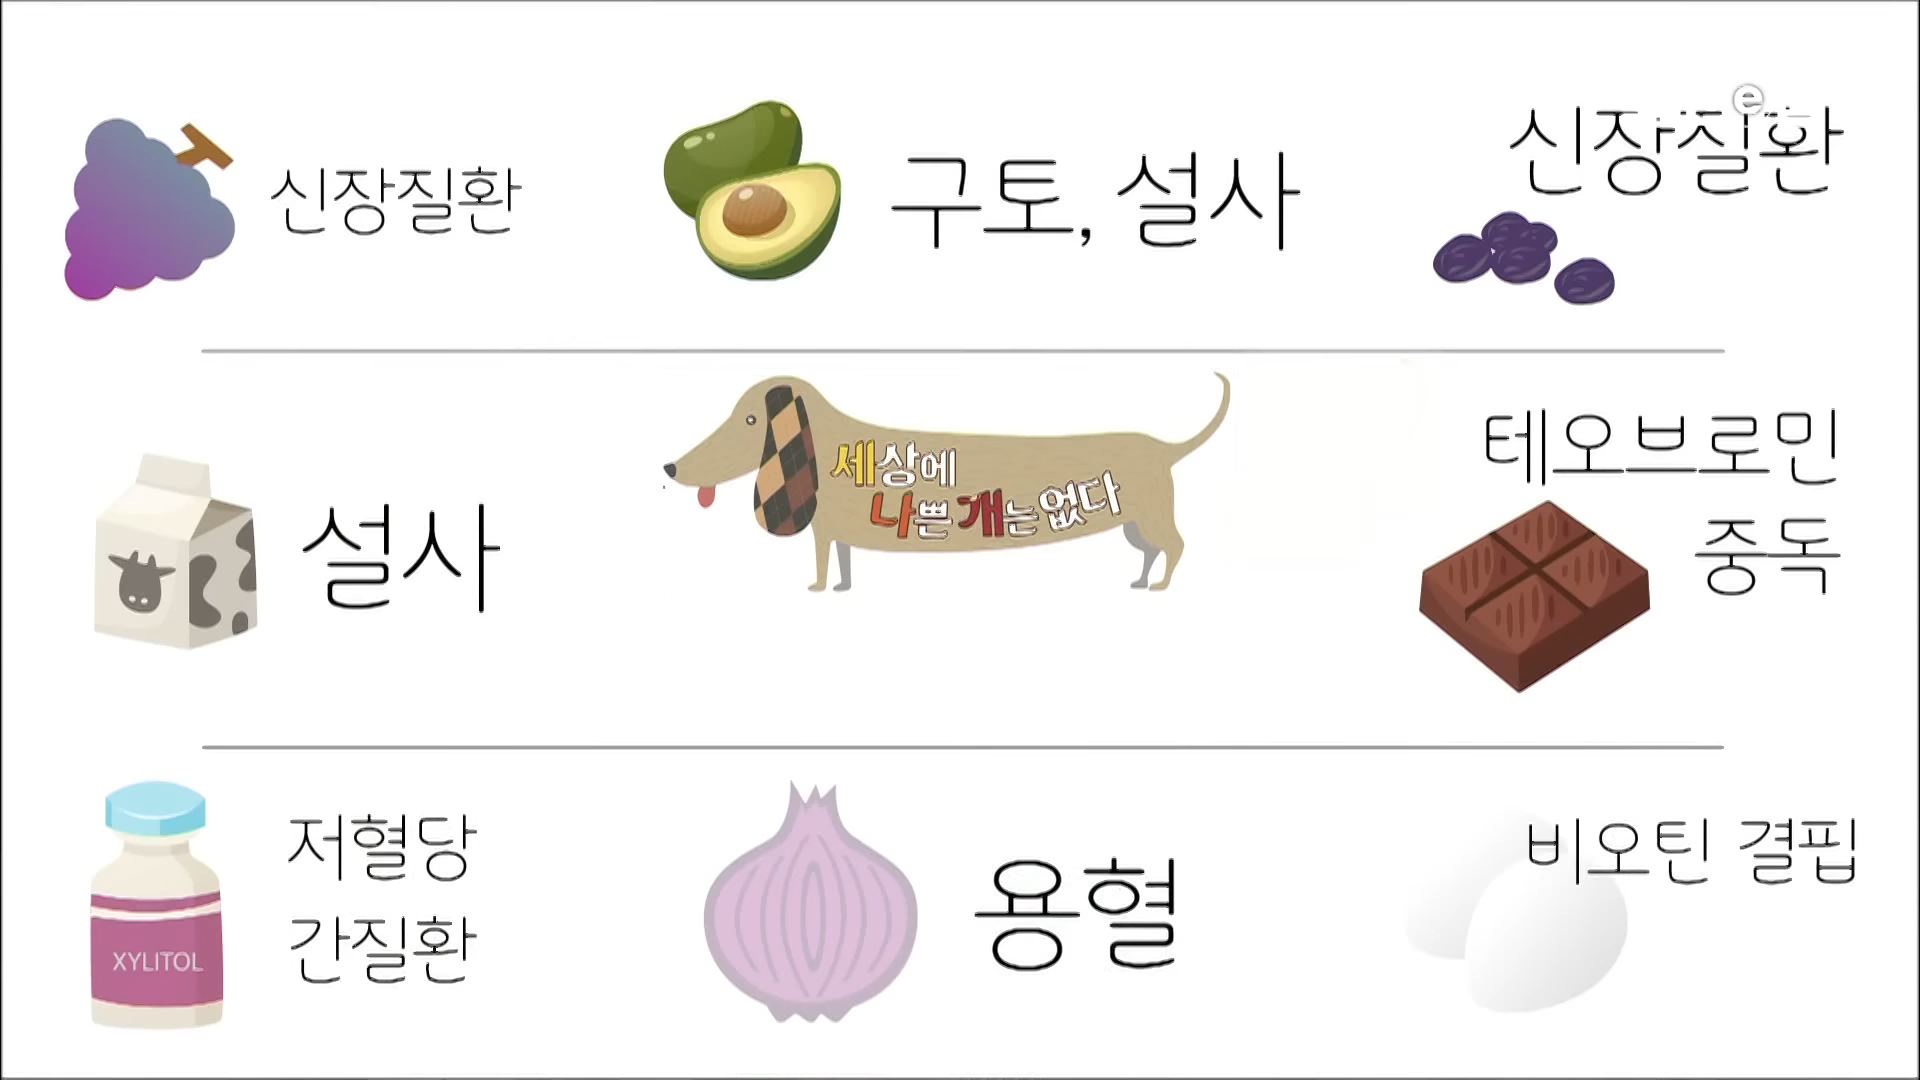 신장질환
구토, 설사
신장질환
설사
세상에
나쁜 개는 없다
테오브로민
중독
XYLITOL
저혈당
간질환
용혈
비오틴 결핍